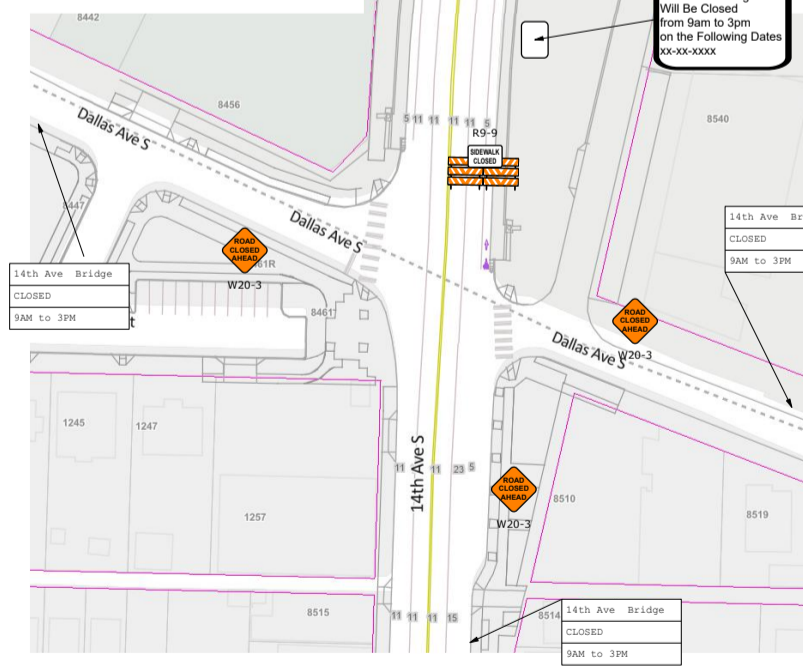 Will Be Closed
from 9am to 3pm
on the Following Dates
xx-xx-xxxx
8442
8456
8540
Dallas Ave S
5 11 11 11 11 5
R9-9
SIDEWALK
CLOSED
8447
Dallas Ave S
ROAD
CLOSED
AHEAD
W20-3
14th Ave Bridge
CLOSED
9AM to 3PM
14th Ave Br
CLOSED
9AM to 3PM
t
8461
ROAD
CLOSED
AHEAD
W20-3
Dallas Ave S
1245
1247
14th Ave S
11 11 23 5
ROAD
CLOSED
AHEAD
W20-3
8510
8519
1257
8515
11 11 11 15
8514
14th Ave Bridge
CLOSED
9AM to 3PM